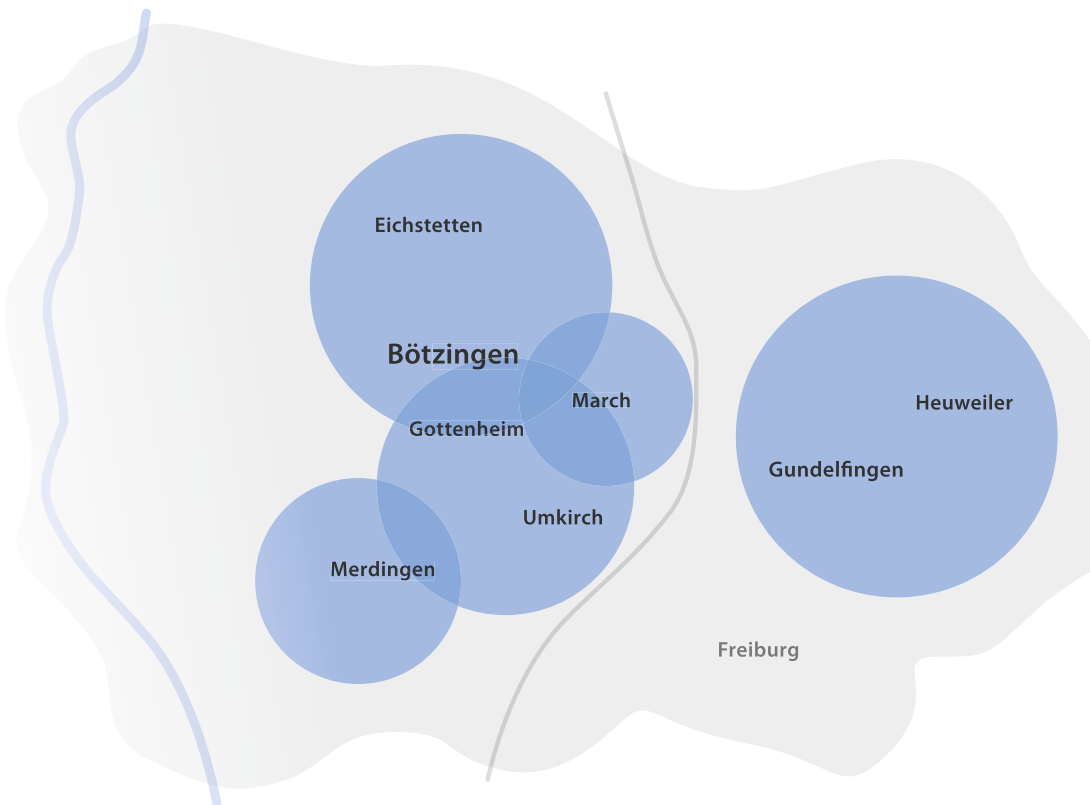 Eichstetten
Bötzingen
March
Heuweiler
Gottenheim
Gundelfingen
Umkirch
Merdingen
Freiburg